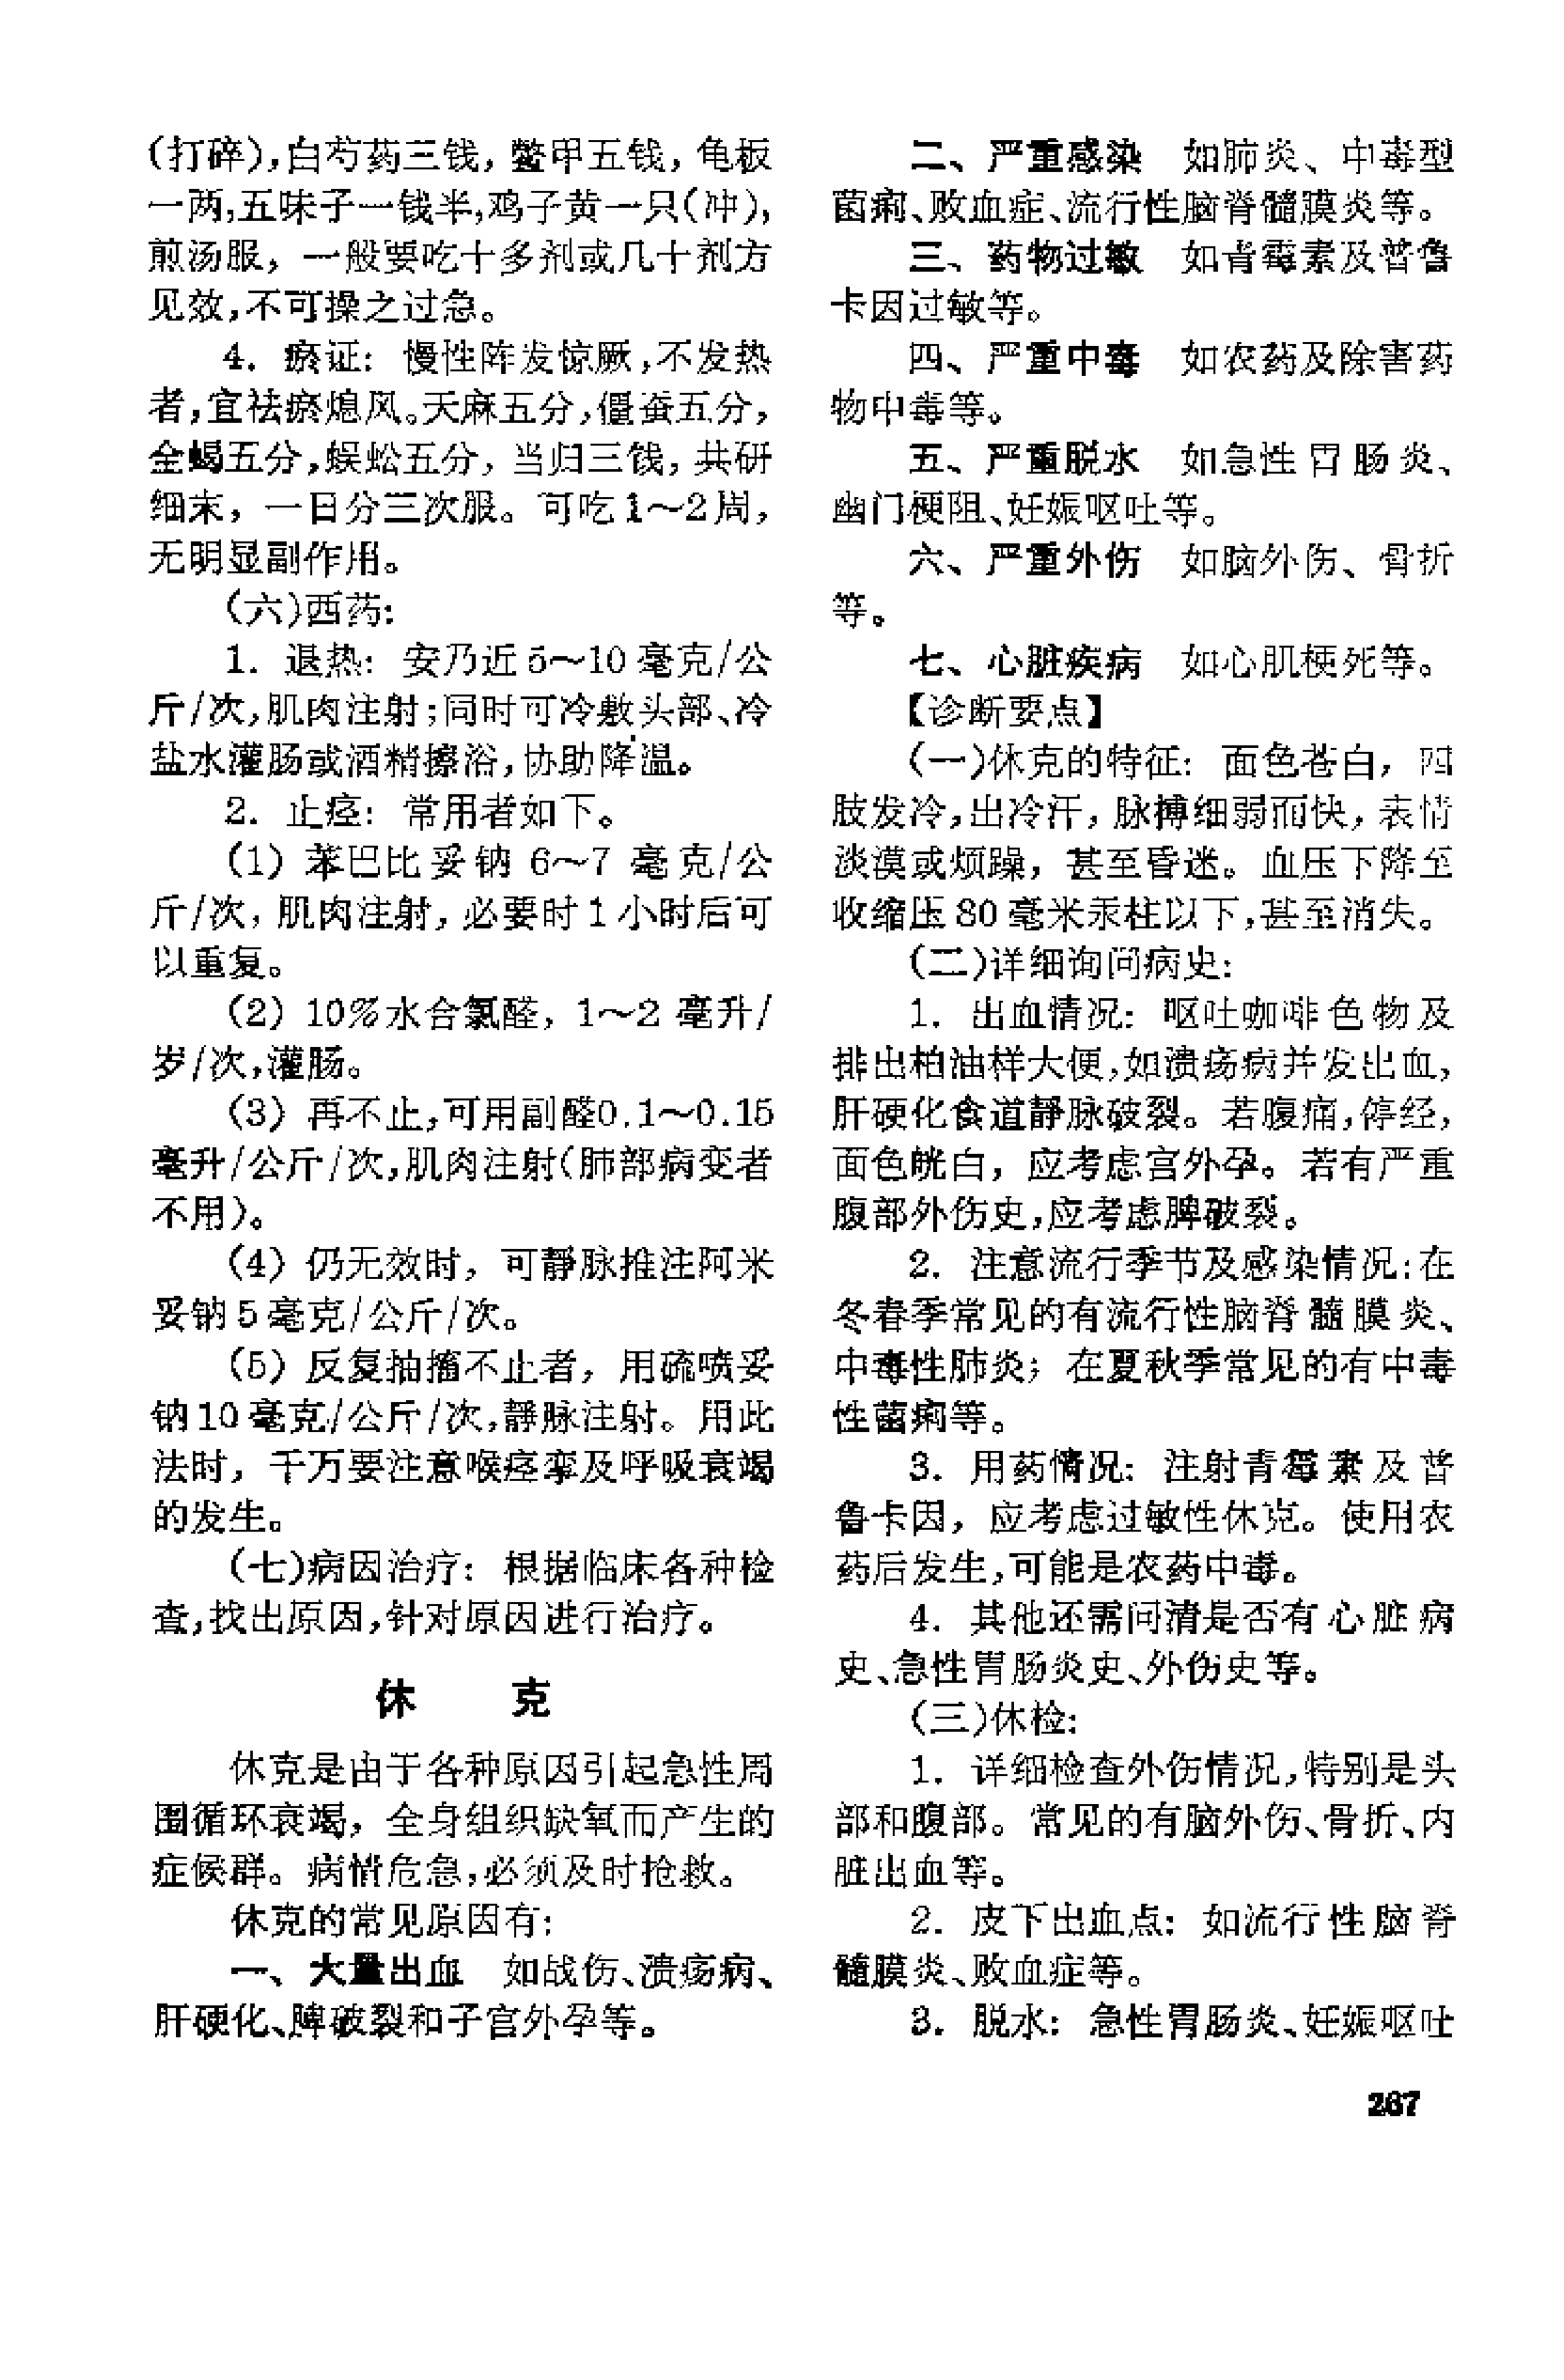 (打碎),白芍药三钱,鳖甲五钱,龟板
一两,五味子一钱半,鸡子黄一只(冲),
煎汤服，一般要吃十多剂或几十剂方
见效,不可操之过急。
4. 瘀证: 慢性阵发惊厥,不发热
者,宜祛瘀熄风。天麻五分,僵蚕五分,
全蝎五分,蜈蚣五分, 当归三钱, 共研
细末，一日分三次服。可吃1～2周，
无明显副作用。
(六)西药:
1. 退热: 安乃近5～10毫克/公
斤/次,肌肉注射;同时可冷敷头部、冷
盐水灌肠或酒精擦浴,协助降温。
2. 止痉: 常用者如下。
(1) 苯巴比妥钠 6～7 毫克/公
斤/次, 肌肉注射, 必要时1小时后可
以重复。
(2) 10%水合氯醛，1～2 毫升/
岁/次,灌肠。
(3) 再不止,可用副醛0.1～0.15
毫升/公斤/次,肌肉注射(肺部病变者
不用)。
(4) 仍无效时，可静脉推注阿米
妥钠5毫克/公斤/次。
(5) 反复抽搐不止者，用硫喷妥
钠10毫克/公斤/次,静脉注射。用此
法时，千万要注意喉痉挛及呼吸衰竭
的发生。
(七)病因治疗: 根据临床各种检
查,找出原因,针对原因进行治疗。
休 克
休克是由于各种原因引起急性周
围循环衰竭，全身组织缺氧而产生的
症候群。病情危急,必须及时抢救。
休克的常见原因有:
一、大量出血 如战伤、溃疡病、
肝硬化、脾破裂和子宫外孕等。
二、严重感染 如肺炎、中毒型
菌痢、败血症、流行性脑脊髓膜炎等。
三、药物过敏 如青霉素及普鲁
卡因过敏等。
四、严重中毒 如农药及除害药
物中毒等。
五、严重脱水 如急性胃肠炎、
幽门梗阻、妊娠呕吐等。
六、严重外伤 如脑外伤、骨折
等。
七、心脏疾病 如心肌梗死等。
【诊断要点】
(一)休克的特征: 面色苍白，四
肢发冷,出冷汗，脉搏细弱而快，表情
淡漠或烦躁，甚至昏迷。血压下降至
收缩压80毫米汞柱以下,甚至消失。
(二)详细询问病史:
1. 出血情况: 呕吐咖啡色物及
排出柏油样大便,如溃疡病并发出血,
肝硬化食道静脉破裂。若腹痛,停经,
面色㿠白，应考虑宫外孕。若有严重
腹部外伤史,应考虑脾破裂。
2. 注意流行季节及感染情况:在
冬春季常见的有流行性脑脊髓膜炎、
中毒性肺炎；在夏秋季常见的有中毒
性菌痢等。
3. 用药情况: 注射青霉素及普
鲁卡因，应考虑过敏性休克。使用农
药后发生,可能是农药中毒。
4. 其他还需问清是否有心脏病
史、急性胃肠炎史、外伤史等。
(三)体检:
1. 详细检查外伤情况,特别是头
部和腹部。常见的有脑外伤、骨折、内
脏出血等。
2. 皮下出血点: 如流行性脑脊
髓膜炎、败血症等。
3. 脱水: 急性胃肠炎、妊娠呕吐
267